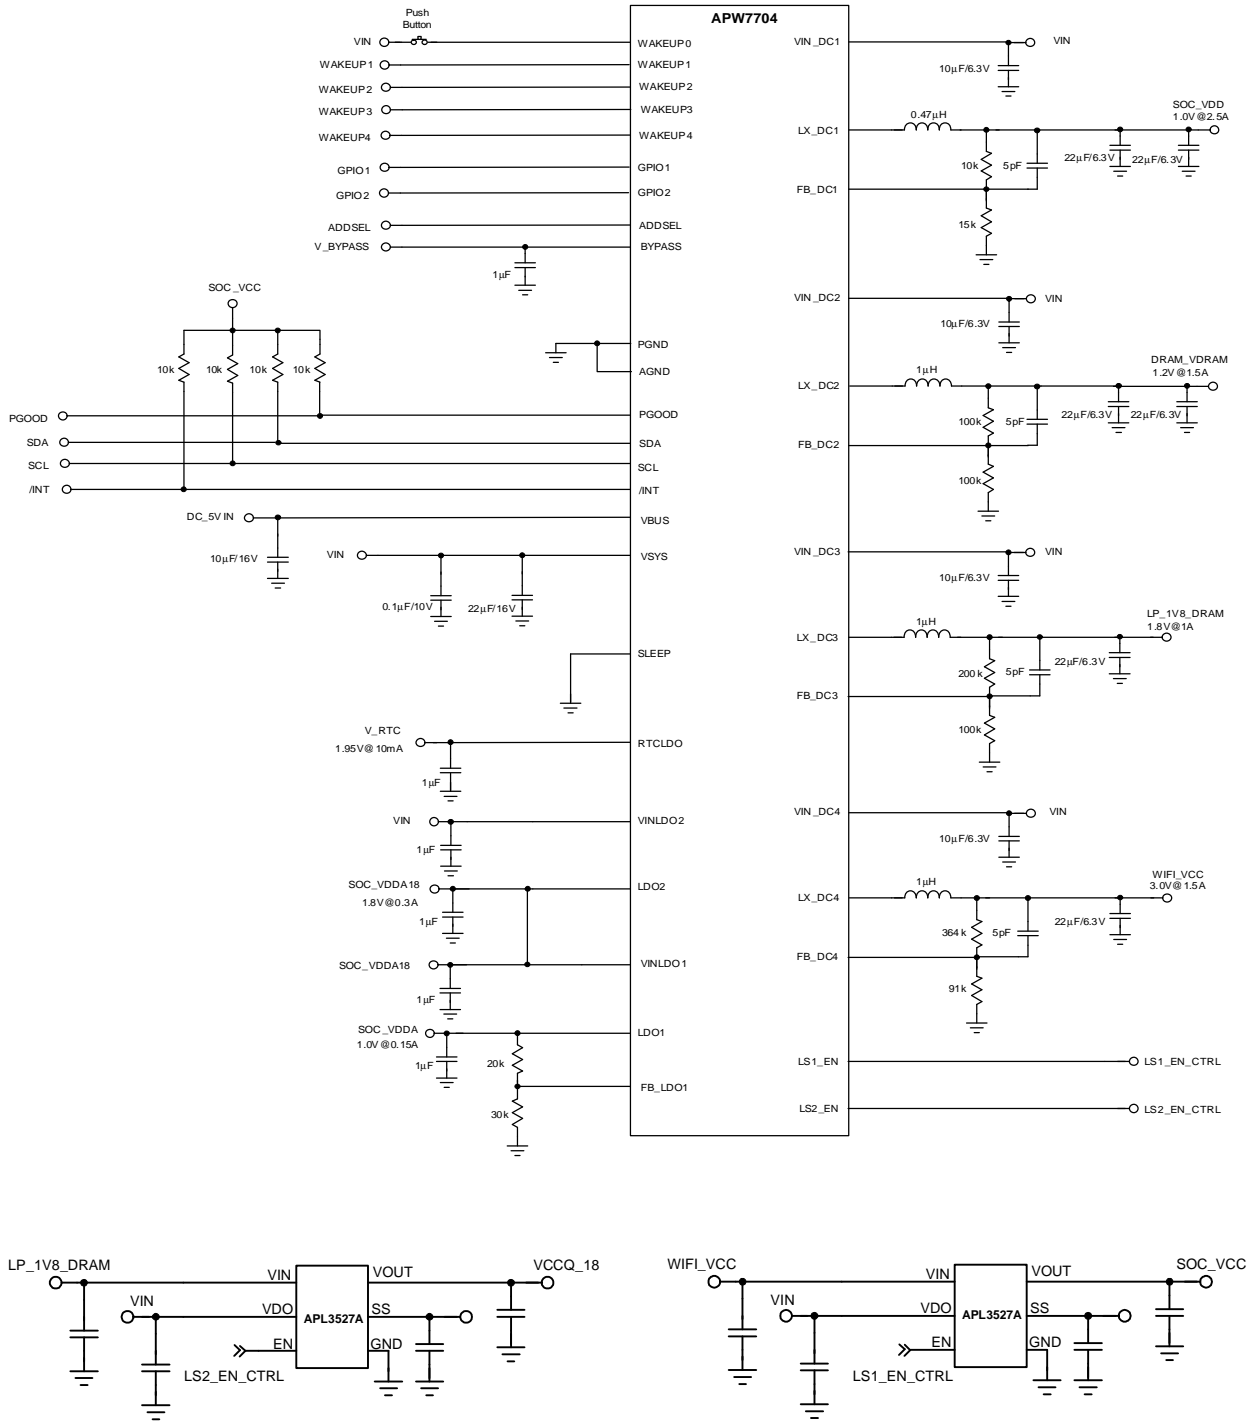 APW7704
Push
Button
VIN
WAKEUP0
WAKEUP1
WAKEUP1
WAKEUP2
WAKEUP2
WAKEUP3
WAKEUP3
WAKEUP4
WAKEUP4
GPIO1
GPIO1
GPIO2
GPIO2
ADDSEL
ADDSEL
V_BYPASS
BYPASS
1µF
SOC_VCC
10k
10k
10k
10k
PGND
AGND
PGOOD
PGOOD
SDA
SDA
SCL
SCL
/INT
/INT
DC_5V IN
VBUS
10µF/16V
VIN
VSYS
0.1µF/10V
22µF/16V
SLEEP
V_RTC
1.95V@10mA
RTCLDO
1µF
VIN
VINLDO2
1µF
SOC_VDDA18
1.8V@0.3A
LDO2
1µF
SOC_VDDA18
VINLDO1
1µF
SOC_VDDA
1.0V@0.15A
LDO1
1µF
20k
FB_LDO1
30k
VIN_DC1
VIN
10µF/6.3V
0.47µH
SOC_VDD
1.0V@2.5A
LX_DC1
10k
5pF
22µF/6.3V
22µF/6.3V
FB_DC1
15k
VIN_DC2
VIN
10µF/6.3V
1µH
DRAM_VDRAM
1.2V@1.5A
LX_DC2
100k
5pF
22µF/6.3V
22µF/6.3V
FB_DC2
100k
VIN_DC3
VIN
10µF/6.3V
1µH
LP_1V8_DRAM
1.8V@1A
LX_DC3
200k
5pF
22µF/6.3V
FB_DC3
100k
VIN_DC4
VIN
10µF/6.3V
1µH
WIFI_VCC
3.0V@1.5A
LX_DC4
364k
5pF
22µF/6.3V
FB_DC4
91k
LS1_EN
LS1_EN_CTRL
LS2_EN
LS2_EN_CTRL
LP_1V8_DRAM
VIN
VOUT
VCCQ_18
VIN
VDO
APL3527A
SS
EN
GND
LS2_EN_CTRL
WIFI_VCC
VIN
VOUT
SOC_VCC
VIN
VDO
APL3527A
SS
EN
GND
LS1_EN_CTRL